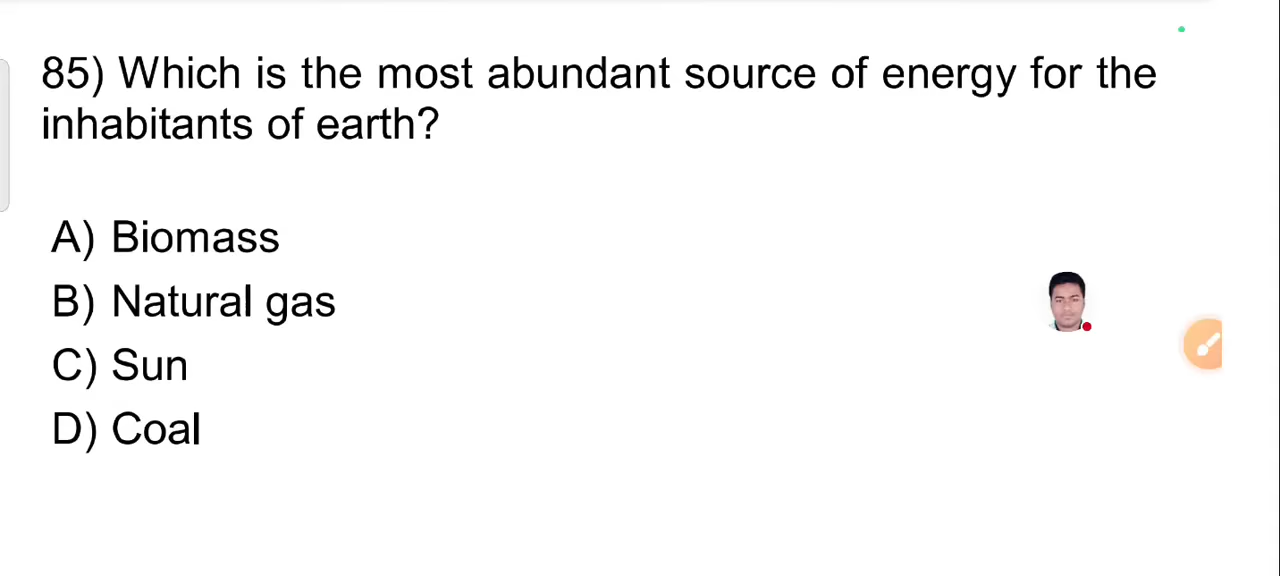 85) Which is the most abundant source of energy for the
inhabitants of earth?
A) Biomass
B) Natural gas
C) Sun
D) Coal